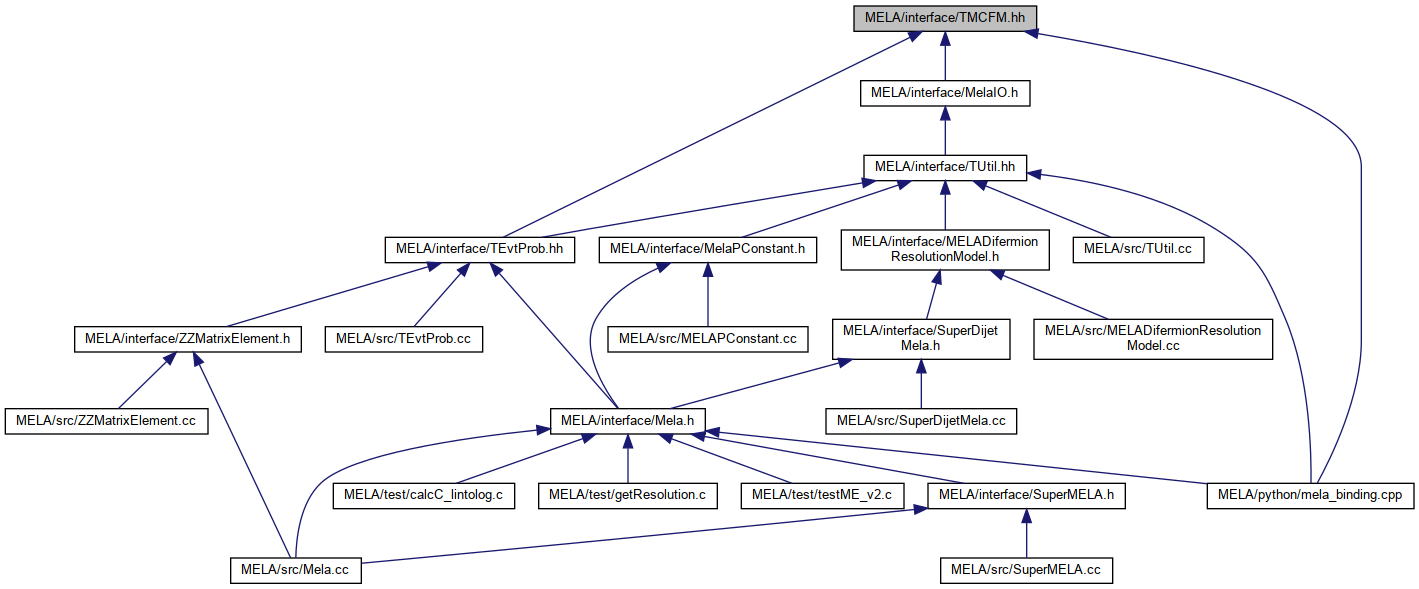 MELA/interface/TMCFM.hh
MELA/interface/MelaIO.h
MELA/interface/TUtil.hh
MELA/interface/TEvtProb.hh
MELA/interface/MelaPConstant.h
MELA/interface/MELADifermion
ResolutionModel.h
MELA/src/TUtil.cc
MELA/interface/ZZMatrixElement.h
MELA/src/TEvtProb.cc
MELA/src/MELAPConstant.cc
MELA/interface/SuperDijet
Mela.h
MELA/src/MELADifermionResolution
Model.cc
MELA/src/ZZMatrixElement.cc
MELA/interface/Mela.h
MELA/src/SuperDijetMela.cc
MELA/test/calcC_lintolog.c
MELA/test/getResolution.c
MELA/test/testME_v2.c
MELA/interface/SuperMELA.h
MELA/python/mela_binding.cpp
MELA/src/Mela.cc
MELA/src/SuperMELA.cc